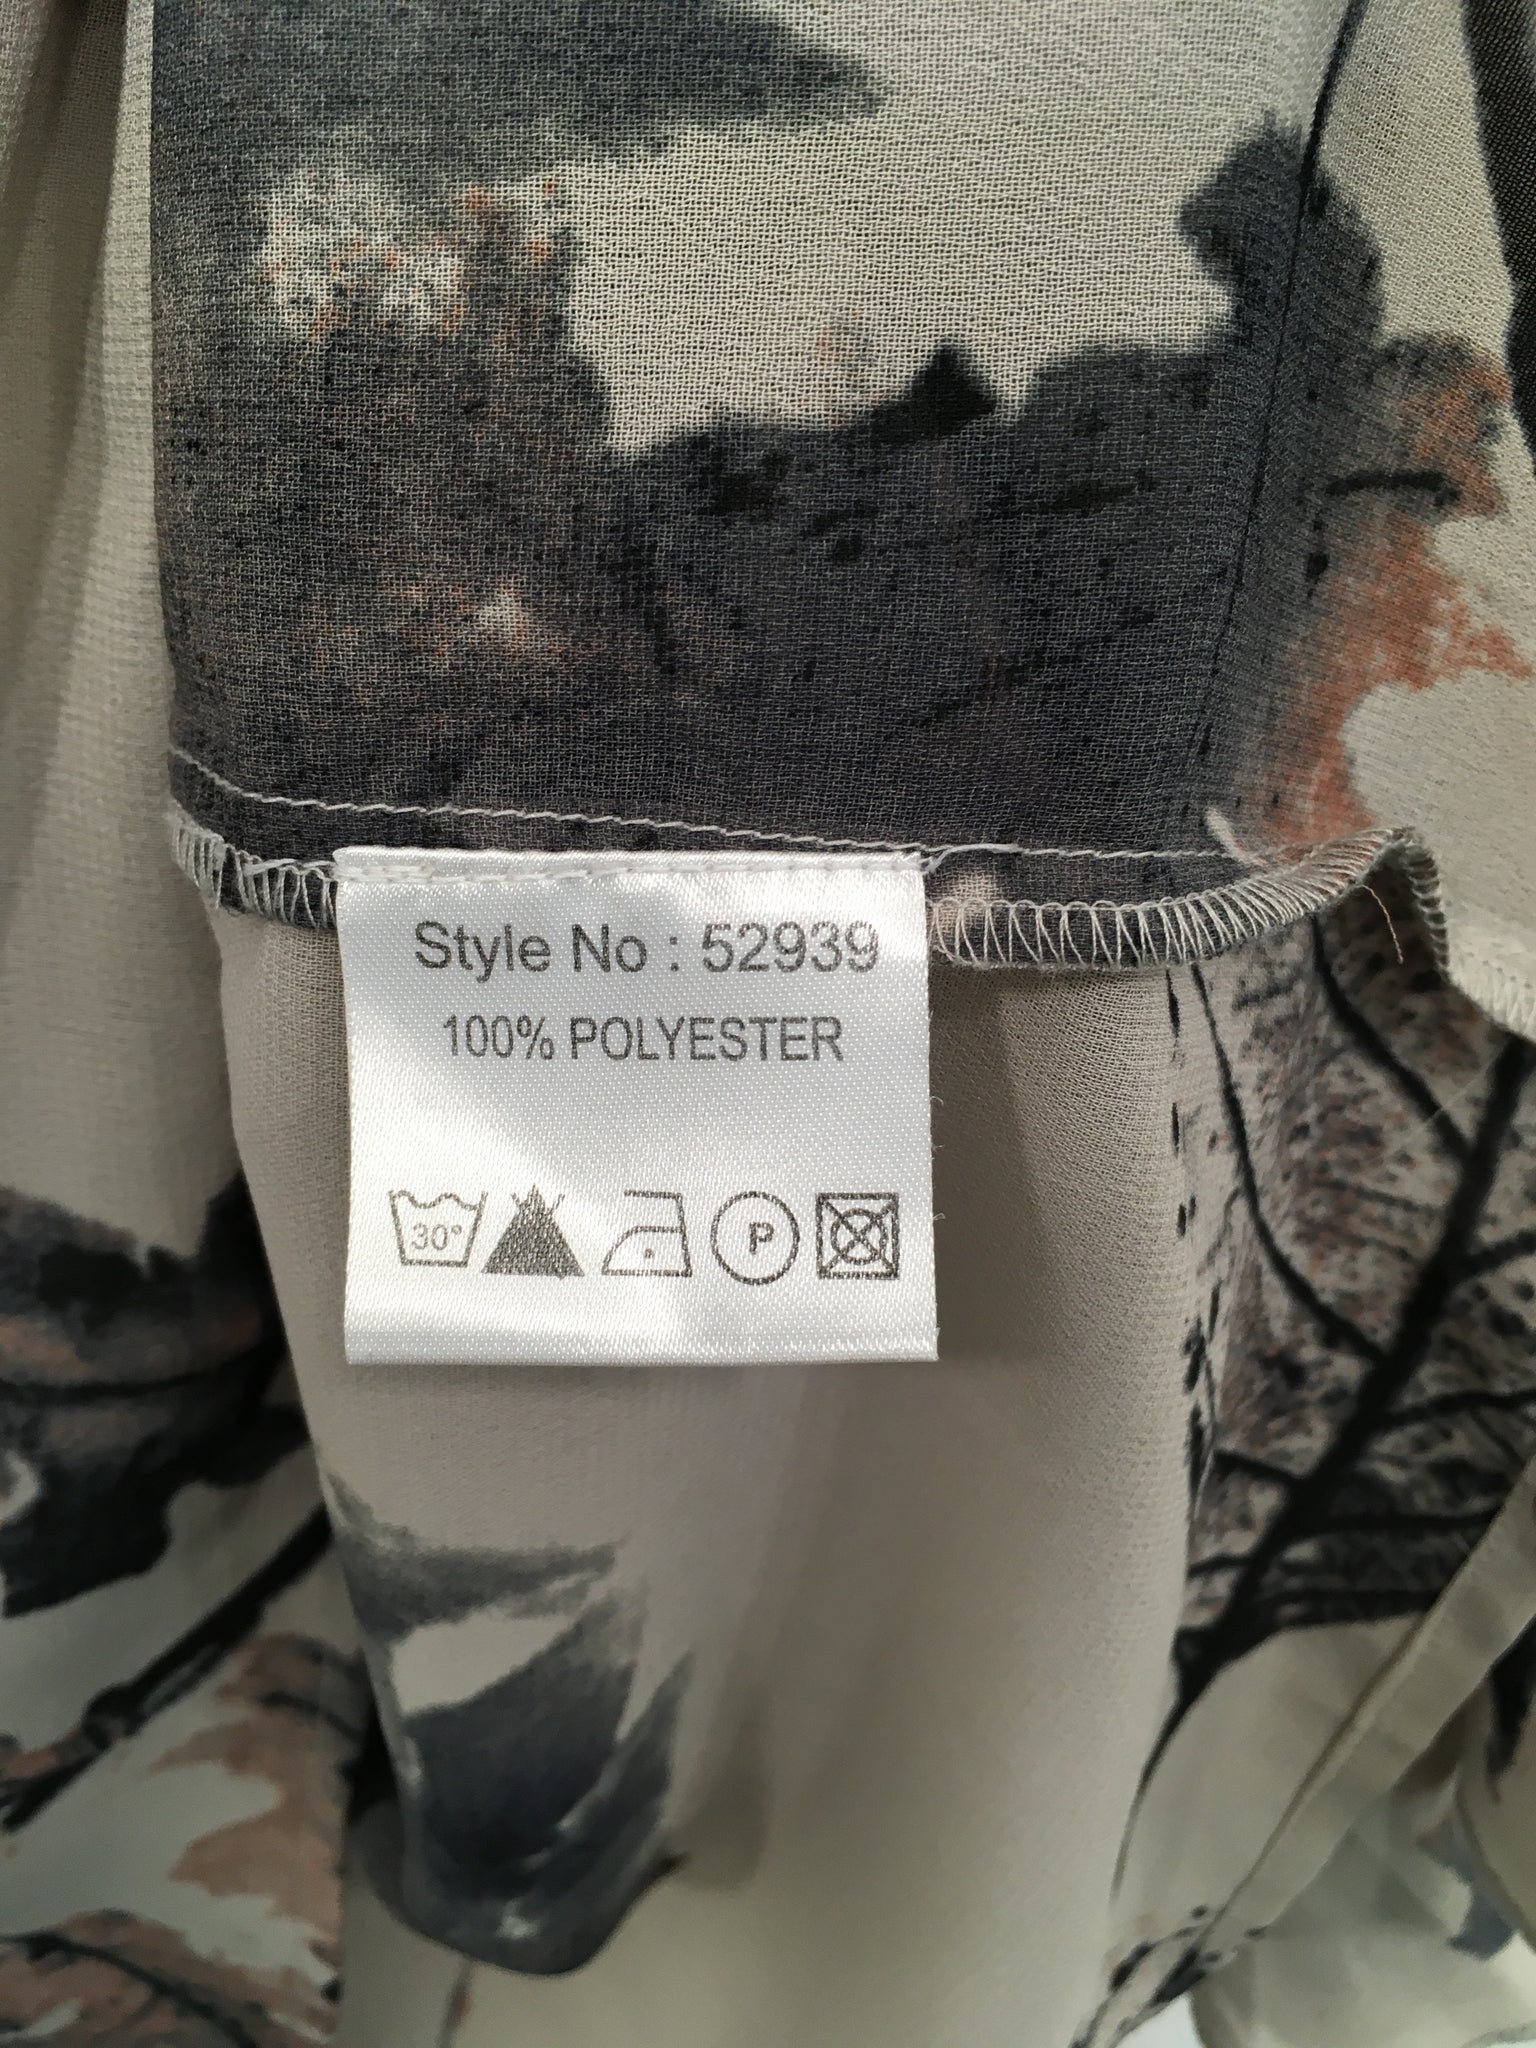 Style No : 52939
100% POLYESTER
30° P